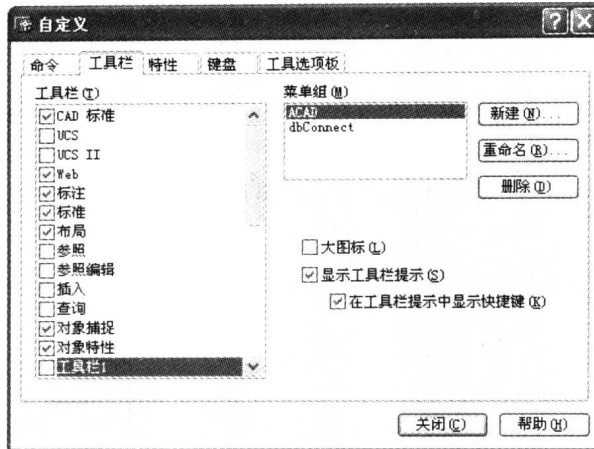 自定义
命令 工具栏 特性 键盘 工具选项板
工具栏(T)
CAD 标准
UCS
UCS II
Web
标注
标准
布局
参照
参照编辑
插入
查询
对象捕捉
对象特性
工具栏1
菜单组(M)
ACAD
dbConnect
新建(N)...
重命名(R)...
删除(D)
大图标(L)
显示工具栏提示(S)
在工具栏提示中显示快捷键(K)
关闭(C) 帮助(H)